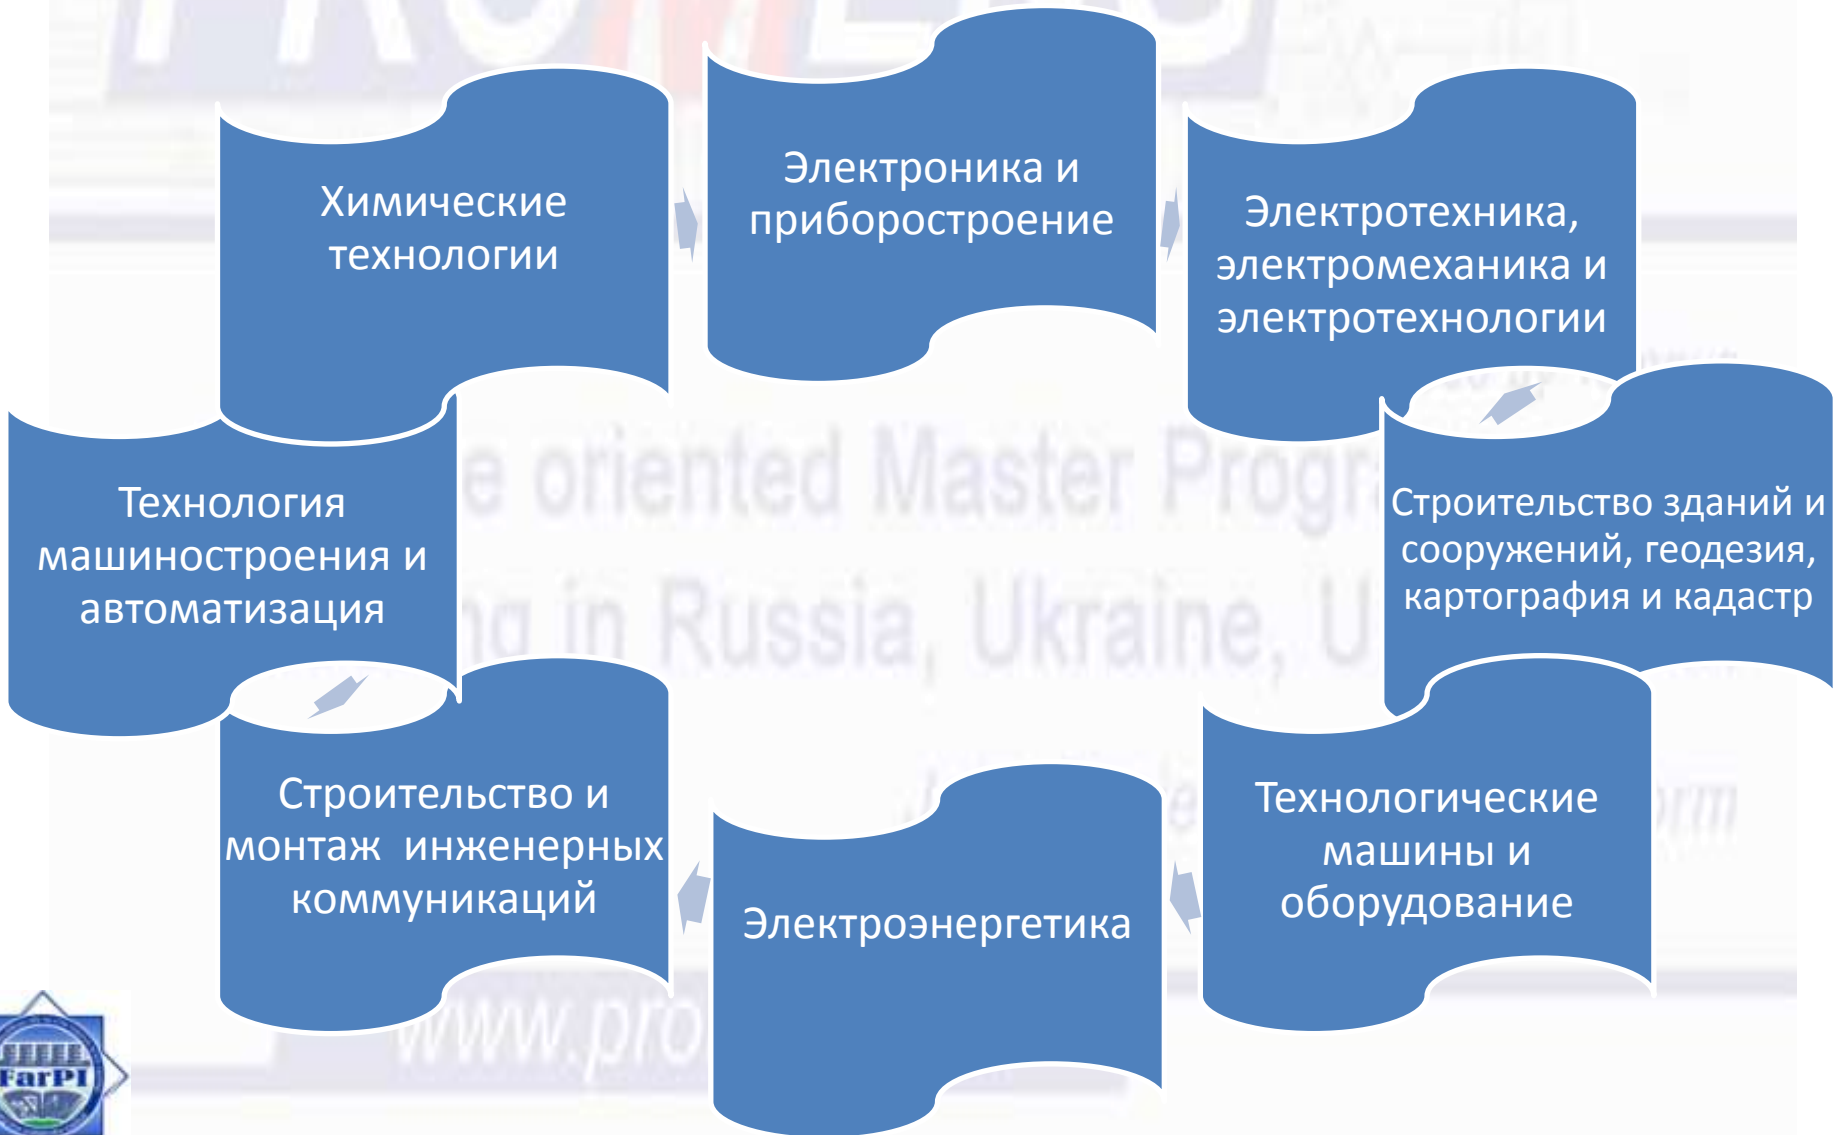 Химические
технологии
Электроника и
приборостроение
Электротехника,
электромеханика и
электротехнологии
Технология
машиностроения и
автоматизация
Строительство зданий и
сооружений, геодезия,
картография и кадастр
Строительство и
монтаж  инженерных
коммуникаций
Электроэнергетика
Технологические
машины и
оборудование
oriented Master
in Russia, Ukraine,
www.pro
FarPI